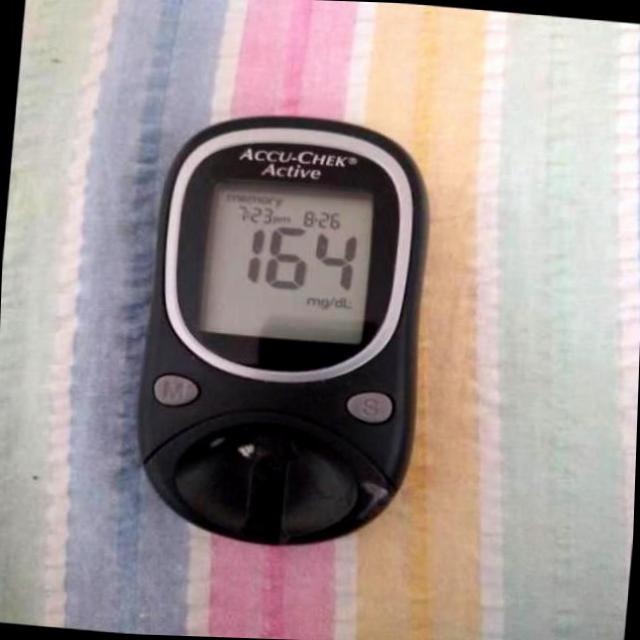 ACCU-CHEK®
Active
memory
7:23pm 8-26
164
mg/dL
M
S